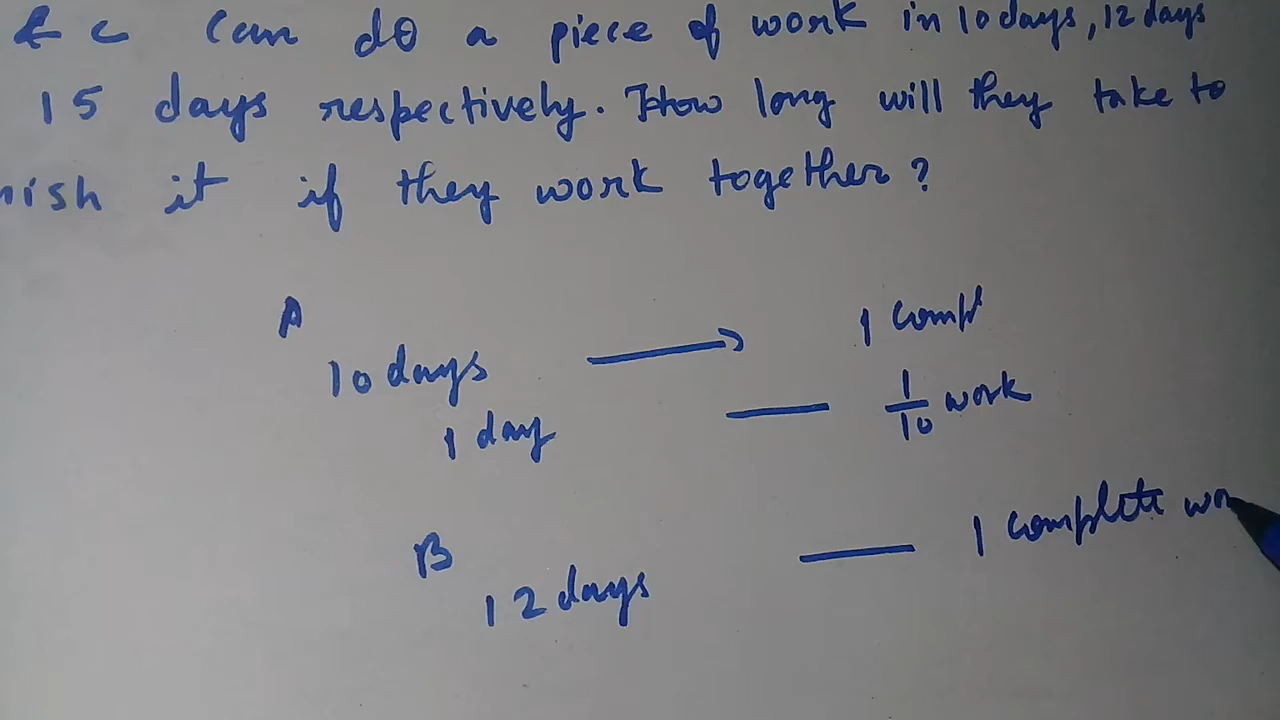 & c can do a piece of work in 10 days, 12 days
15 days respectively. How long will they take to
nish it if they work together?
A
10 days 1 compl
1 day — 1/10 work
B
12 days — 1 complete wo